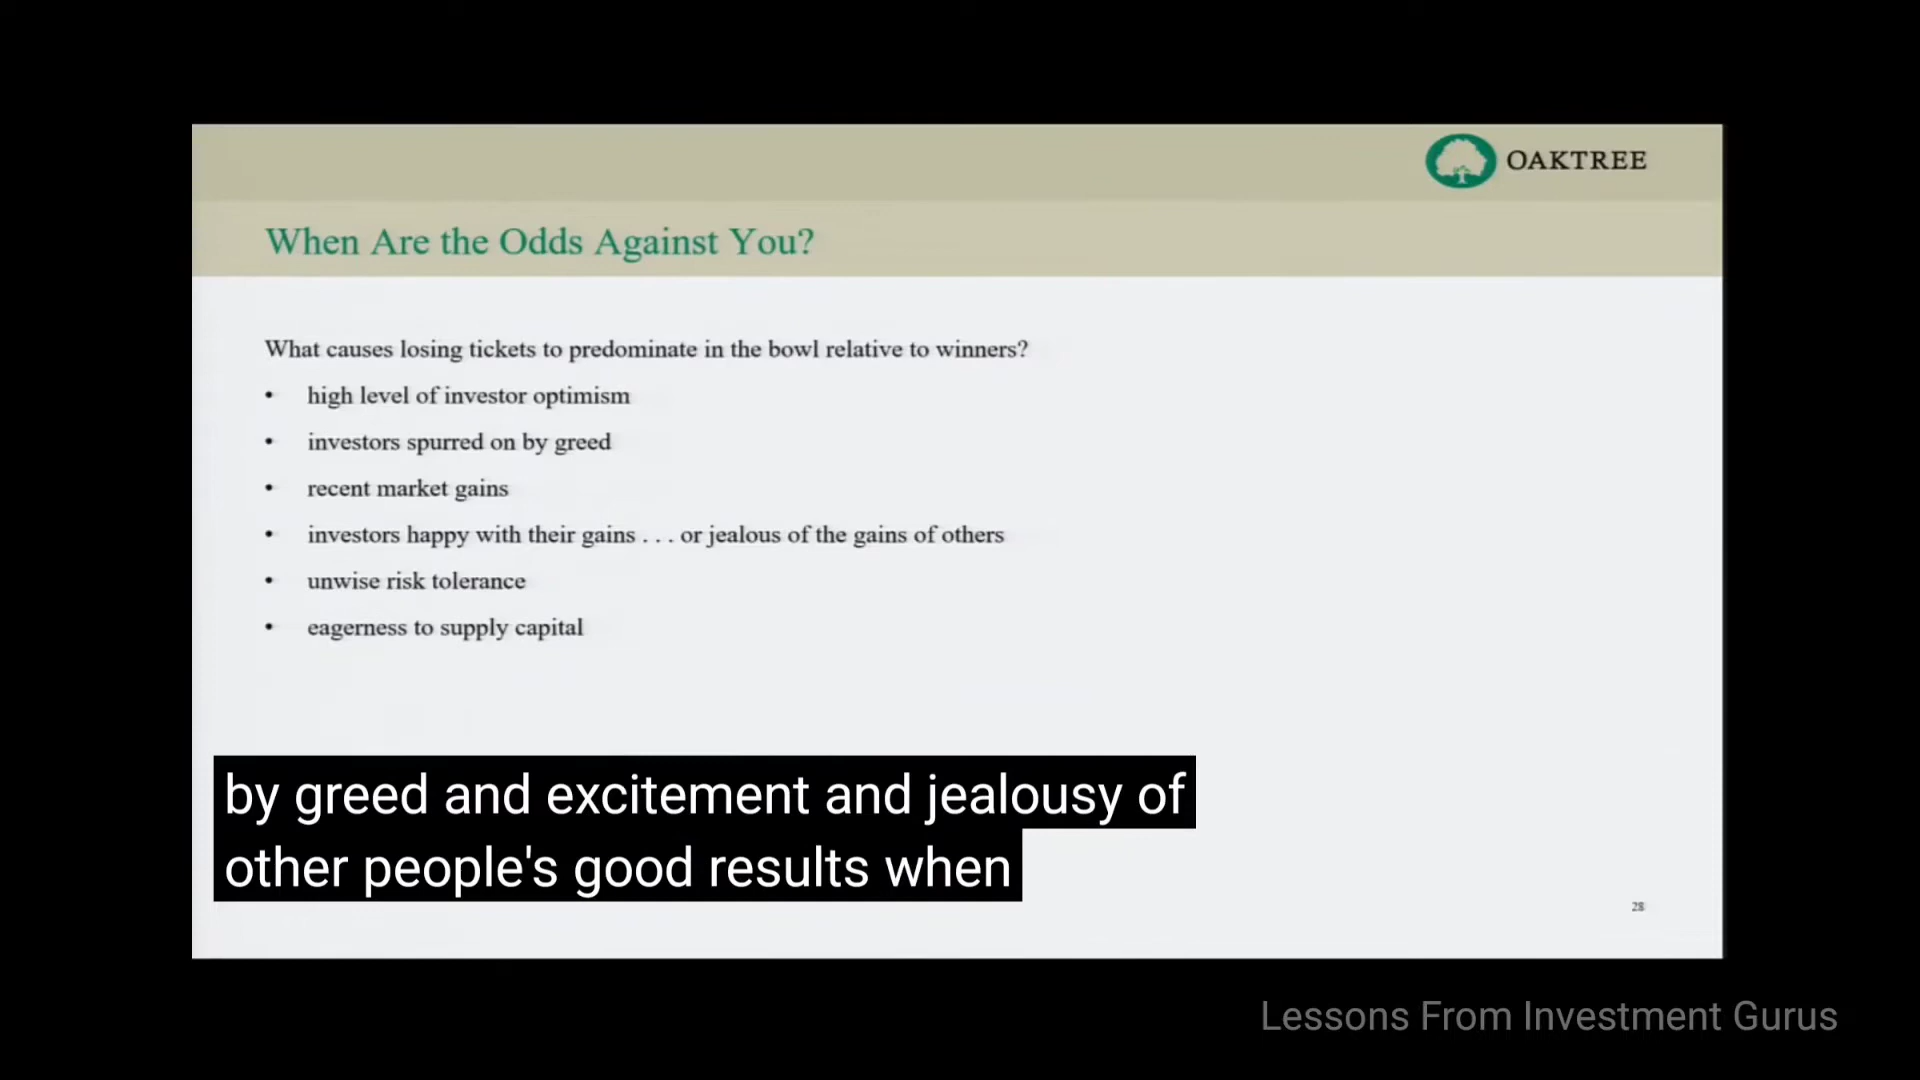 OAKTREE
When Are the Odds Against You?
What causes losing tickets to predominate in the bowl relative to winners?
• high level of investor optimism
• investors spurred on by greed
• recent market gains
• investors happy with their gains . . . or jealous of the gains of others
• unwise risk tolerance
• eagerness to supply capital
by greed and excitement and jealousy of
other people's good results when
28
Lessons From Investment Gurus